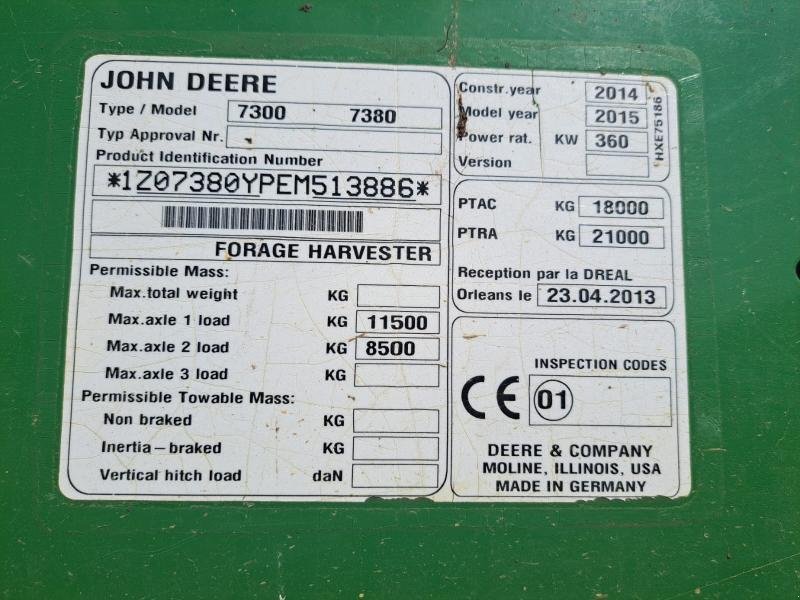 JOHN DEERE
Type / Model 7300 7380
Typ Approval Nr.
Product Identification Number
*1Z07380YPEM513886*
FORAGE HARVESTER
Permissible Mass:
Max.total weight KG
Max.axle 1 load KG 11500
Max.axle 2 load KG 8500
Max.axle 3 load KG
Permissible Towable Mass:
Non braked KG
Inertia-braked KG
Vertical hitch load daN
Constr.year 2014
Model year 2015
Power rat. KW 360
Version
HXE75186
PTAC KG 18000
PTRA KG 21000
Reception par la DREAL
Orleans le 23.04.2013
INSPECTION CODES
CE 01
DEERE & COMPANY
MOLINE, ILLINOIS, USA
MADE IN GERMANY